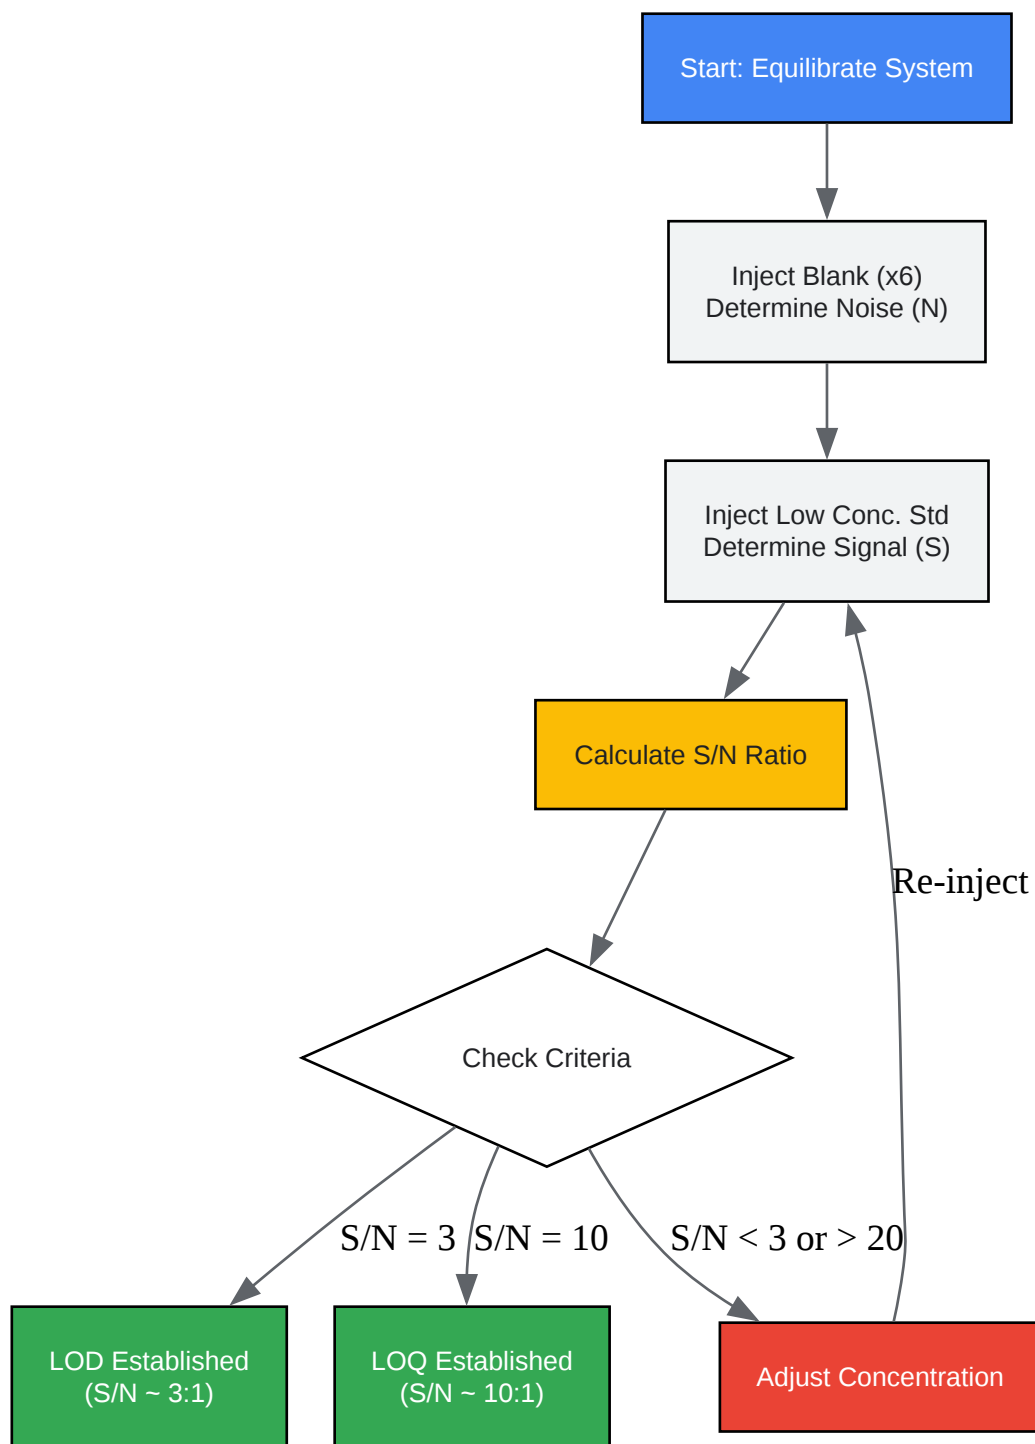 Start: Equilibrate System
Inject Blank (x6)
Determine Noise (N)
Inject Low Conc. Std
Determine Signal (S)
Calculate S/N Ratio
Re-inject
Check Criteria
S/N = 3
S/N = 10
S/N < 3 or > 20
LOD Established
(S/N ~ 3:1)
LOQ Established
(S/N ~ 10:1)
Adjust Concentration